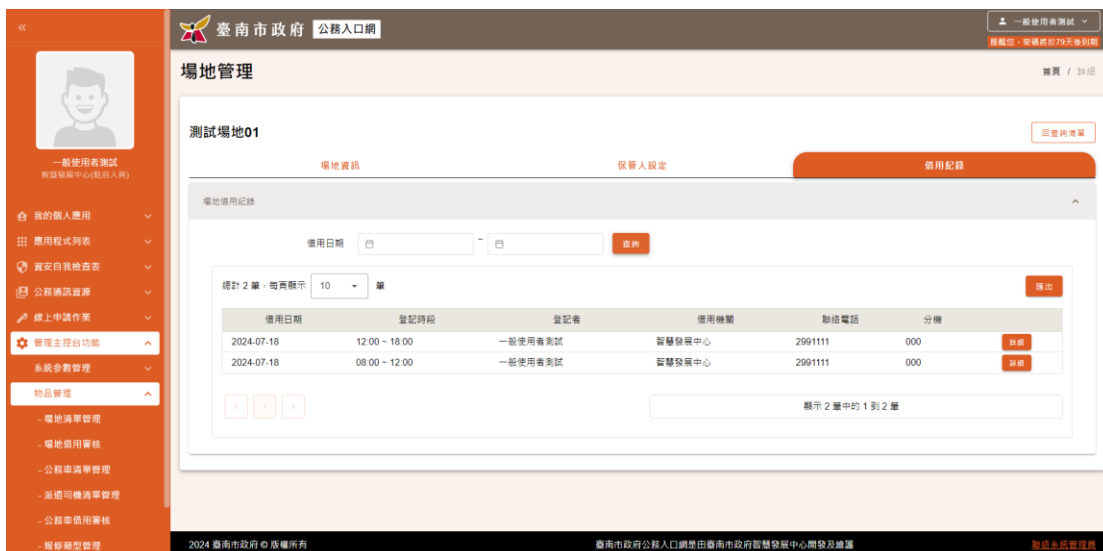 «
臺南市政府 公務入口網
一般使用者測試
提醒您，密碼將於79天後到期
場地管理
首頁 / 詳細
測試場地01
回查詢清單
場地資訊 保管人設定 借用紀錄
場地借用紀錄
借用日期 ~ 查詢
總計 2 筆，每頁顯示 10 筆
匯出
借用日期 登記時段 登記者 借用機關 聯絡電話 分機
2024-07-18 12:00 ~ 18:00 一般使用者測試 智慧發展中心 2991111 000 詳細
2024-07-18 08:00 ~ 12:00 一般使用者測試 智慧發展中心 2991111 000 詳細
‹ 1 ›
顯示 2 筆中的 1 到 2 筆
一般使用者測試
智慧發展中心(駐府人員)
我的個人應用
應用程式列表
資安自我檢查表
公務通訊資源
線上申請作業
管理主控台功能
系統參數管理
物品管理
- 場地清單管理
- 場地借用審核
- 公務車清單管理
- 派遣司機清單管理
- 公務車借用審核
- 報修類型管理
2024 臺南市政府 © 版權所有
臺南市政府公務入口網是由臺南市政府智慧發展中心開發及維護
聯絡系統管理員